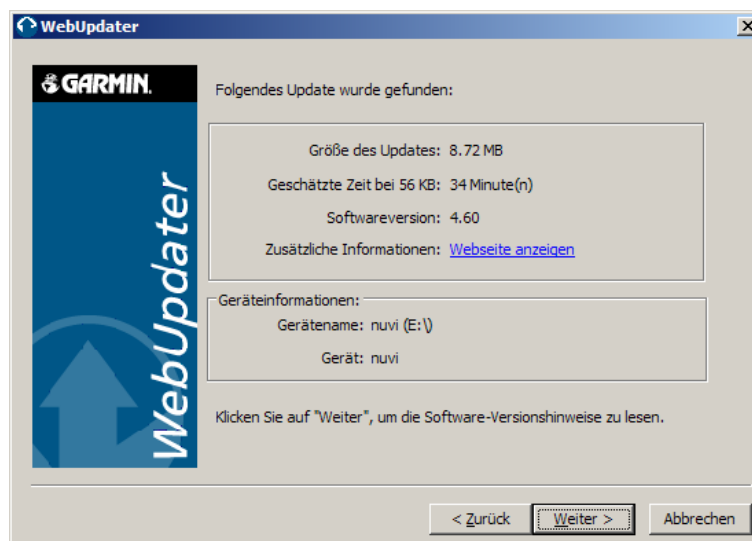 WebUpdater
GARMIN.
WebUpdater
Folgendes Update wurde gefunden:
Größe des Updates: 8.72 MB
Geschätzte Zeit bei 56 KB: 34 Minute(n)
Softwareversion: 4.60
Zusätzliche Informationen: Webseite anzeigen
Geräteinformationen:
Gerätename: nuvi (E:\)
Gerät: nuvi
Klicken Sie auf "Weiter", um die Software-Versionshinweise zu lesen.
< Zurück Weiter > Abbrechen